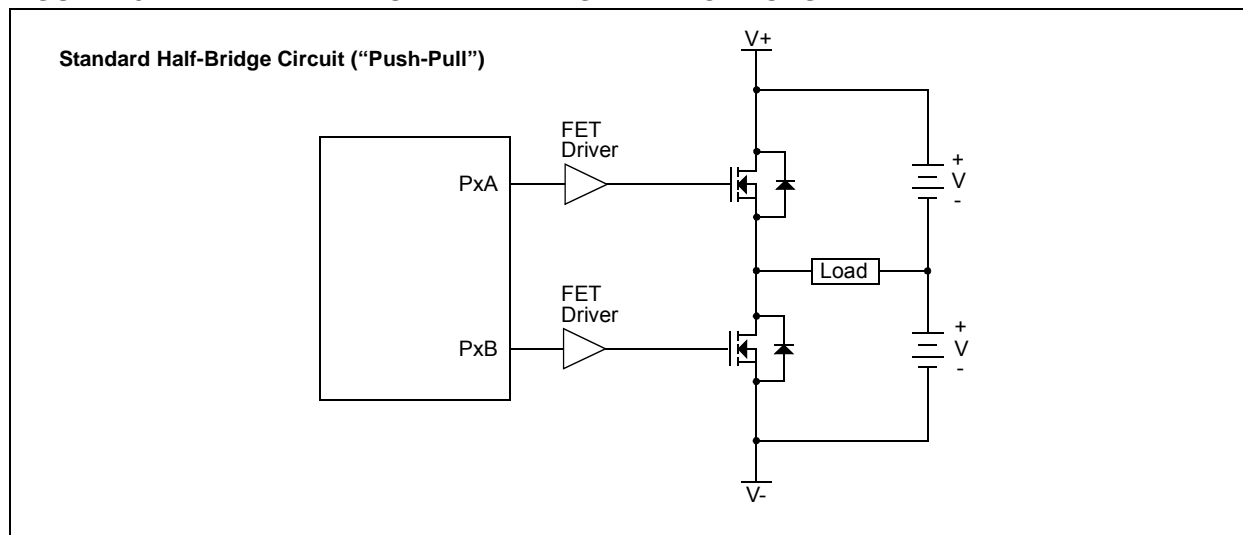 Standard Half-Bridge Circuit (“Push-Pull”)
V+
FET
Driver
PxA
+
V
-
Load
FET
Driver
PxB
+
V
-
V-